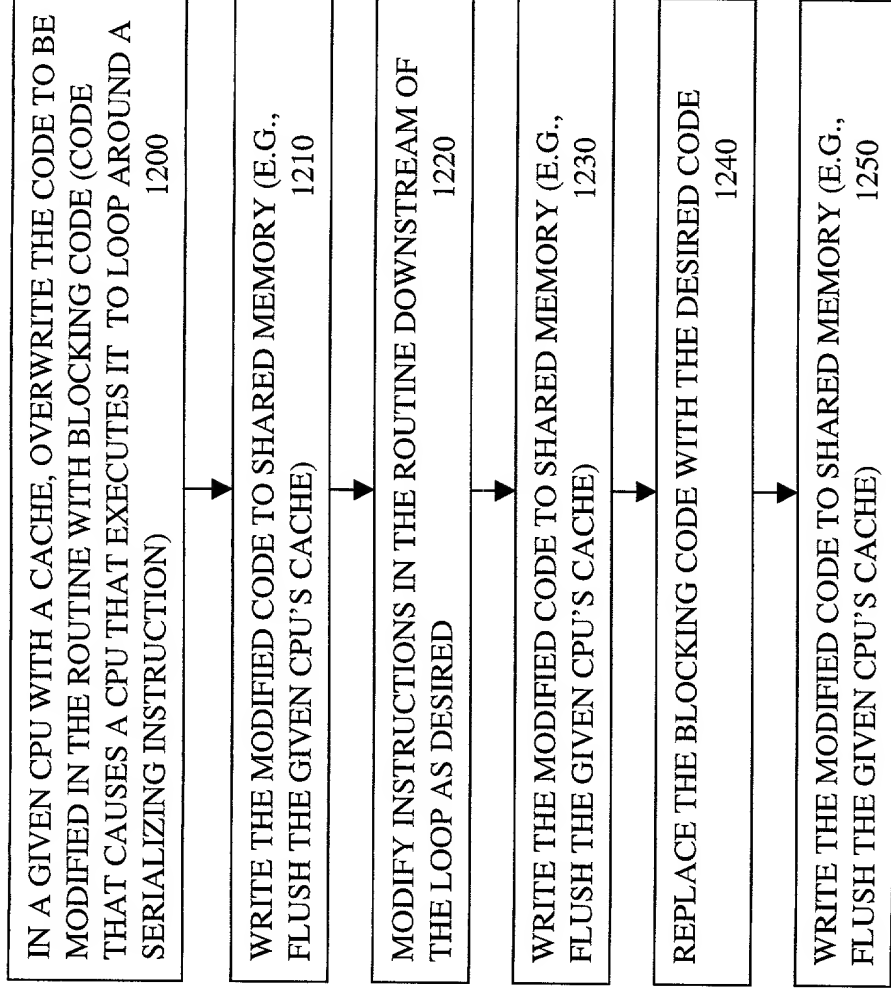 IN A GIVEN CPU WITH A CACHE, OVERWRITE THE CODE TO BE
MODIFIED IN THE ROUTINE WITH BLOCKING CODE (CODE
THAT CAUSES A CPU THAT EXECUTES IT TO LOOP AROUND A
SERIALIZING INSTRUCTION) 1200
WRITE THE MODIFIED CODE TO SHARED MEMORY (E.G.,
FLUSH THE GIVEN CPU'S CACHE) 1210
MODIFY INSTRUCTIONS IN THE ROUTINE DOWNSTREAM OF
THE LOOP AS DESIRED 1220
WRITE THE MODIFIED CODE TO SHARED MEMORY (E.G.,
FLUSH THE GIVEN CPU'S CACHE) 1230
REPLACE THE BLOCKING CODE WITH THE DESIRED CODE
1240
WRITE THE MODIFIED CODE TO SHARED MEMORY (E.G.,
FLUSH THE GIVEN CPU'S CACHE) 1250